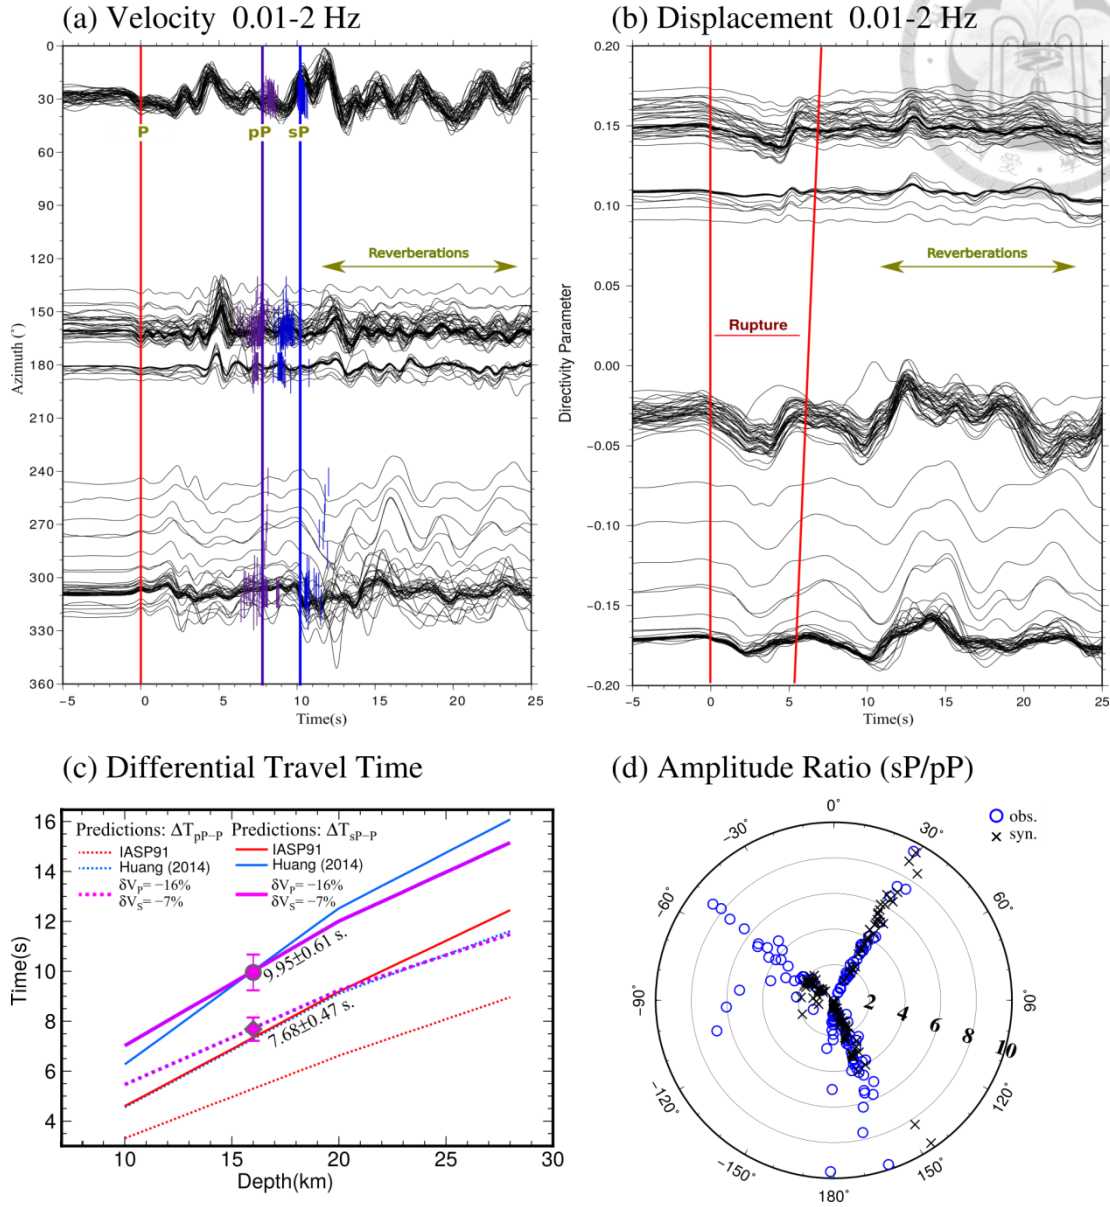 (a) Velocity 0.01-2 Hz
0
30
60
90
120
150
180
210
240
270
300
330
360
Azimuth (°)
P
pP
sP
Reverberations
-5
0
5
10
15
20
25
Time(s)
(b) Displacement 0.01-2 Hz
0.20
0.15
0.10
0.05
0.00
-0.05
-0.10
-0.15
-0.20
Directivity Parameter
Reverberations
Rupture
-5
0
5
10
15
20
25
Time(s)
(c) Differential Travel Time
16
14
12
10
8
6
4
Time(s)
Predictions: ΔTpP-P
IASP91
Huang (2014)
δVP= -16%
δVS= -7%
Predictions: ΔTsP-P
IASP91
Huang (2014)
δVP= -16%
δVS= -7%
9.95±0.61 s.
7.68±0.47 s.
10
15
20
25
30
Depth(km)
(d) Amplitude Ratio (sP/pP)
obs.
syn.
0°
30°
60°
90°
120°
150°
180°
-150°
-120°
-90°
-60°
-30°
2
4
6
8
10